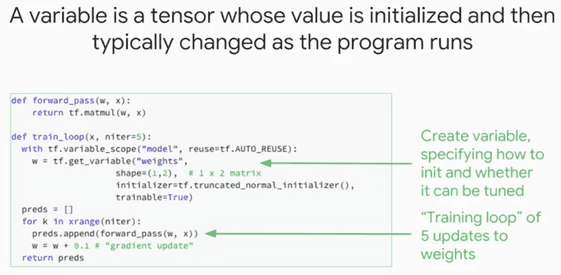 A variable is a tensor whose value is initialized and then
typically changed as the program runs
def forward_pass(w, x):
    return tf.matmul(w, x)
def train_loop(x, niter=5):
  with tf.variable_scope("model", reuse=tf.AUTO_REUSE):
    w = tf.get_variable("weights",
                        shape=(1,2),  # 1 x 2 matrix
                        initializer=tf.truncated_normal_initializer(),
                        trainable=True)
  preds = []
  for k in xrange(niter):
    preds.append(forward_pass(w, x))
    w = w + 0.1 # "gradient update"
  return preds
Create variable,
specifying how to
init and whether
it can be tuned
“Training loop” of
5 updates to
weights